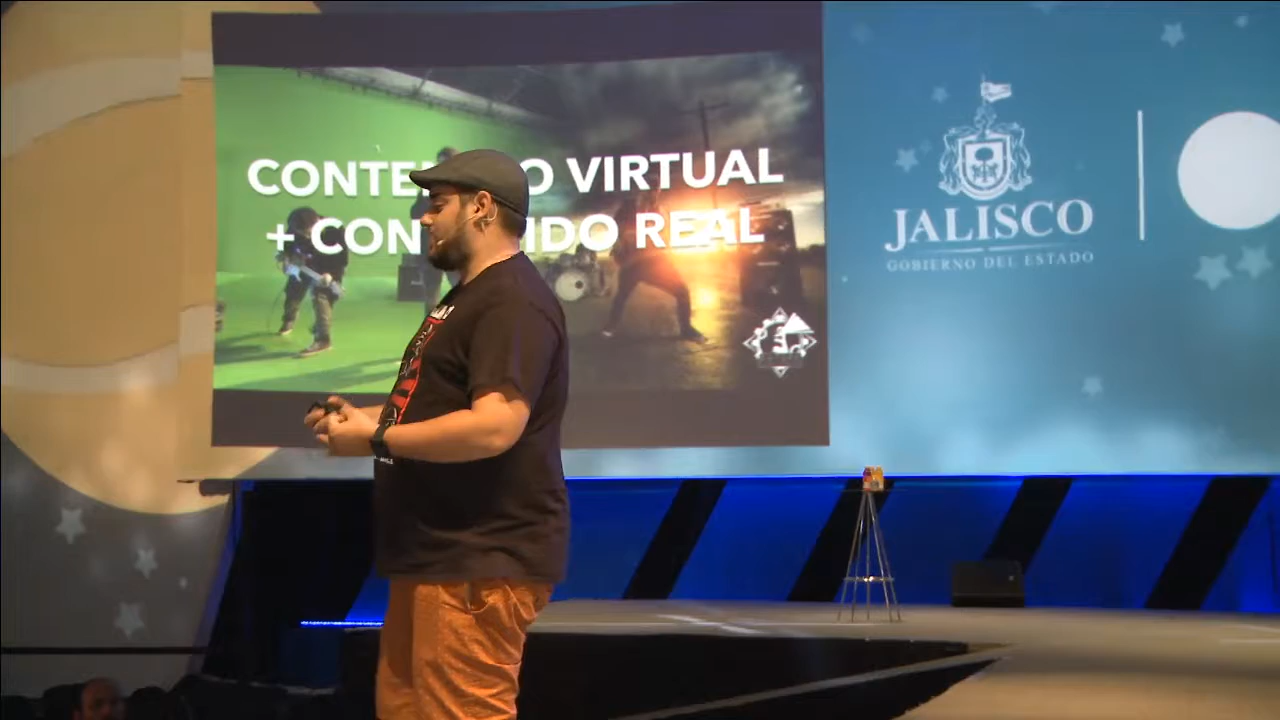 CONTE O VIRTUAL
+ CON IDO REAL
JALISCO
GOBIERNO DEL ESTADO